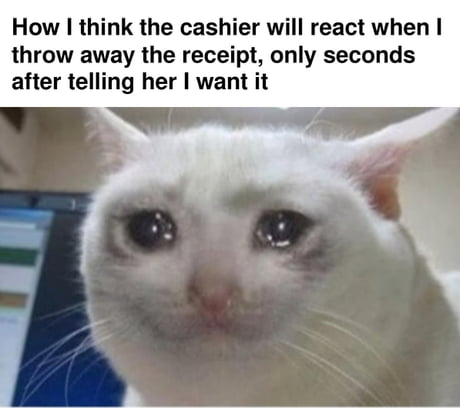 How I think the cashier will react when I
throw away the receipt, only seconds
after telling her I want it